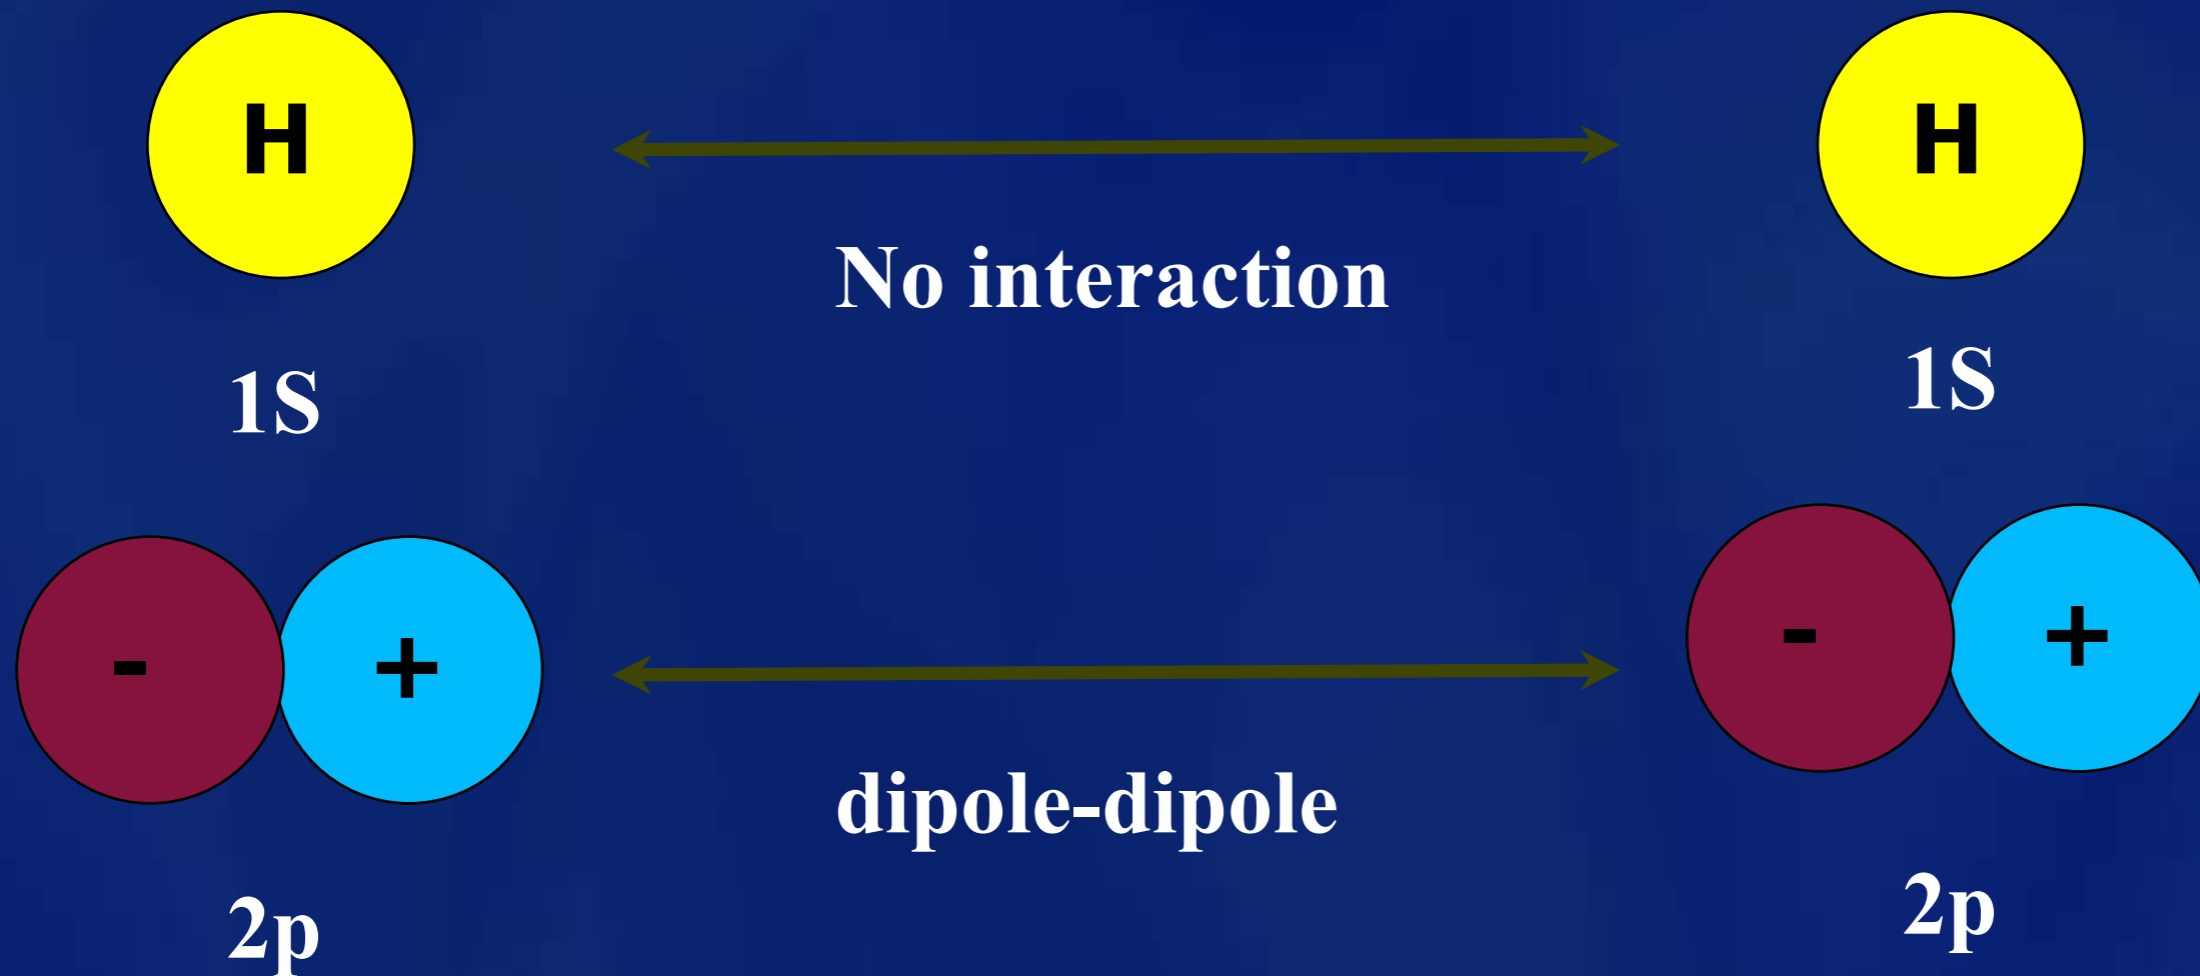 H H
No interaction
1S 1S
- + - +
dipole-dipole
2p 2p